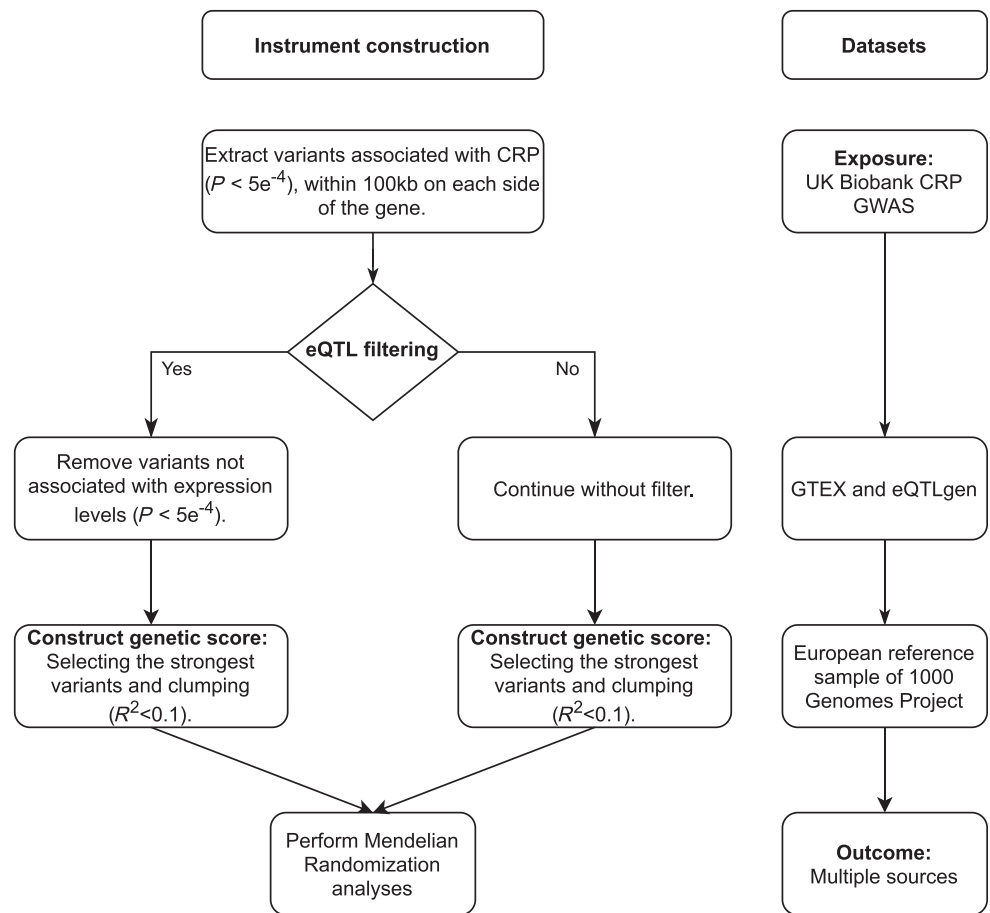 Instrument construction
Datasets
Extract variants associated with CRP
(P < 5e⁻⁴), within 100kb on each side
of the gene.
Exposure:
UK Biobank CRP
GWAS
eQTL filtering
Yes
No
Remove variants not
associated with expression
levels (P < 5e⁻⁴).
Continue without filter.
GTEX and eQTLgen
Construct genetic score:
Selecting the strongest
variants and clumping
(R²<0.1).
Construct genetic score:
Selecting the strongest
variants and clumping
(R²<0.1).
European reference
sample of 1000
Genomes Project
Perform Mendelian
Randomization
analyses
Outcome:
Multiple sources